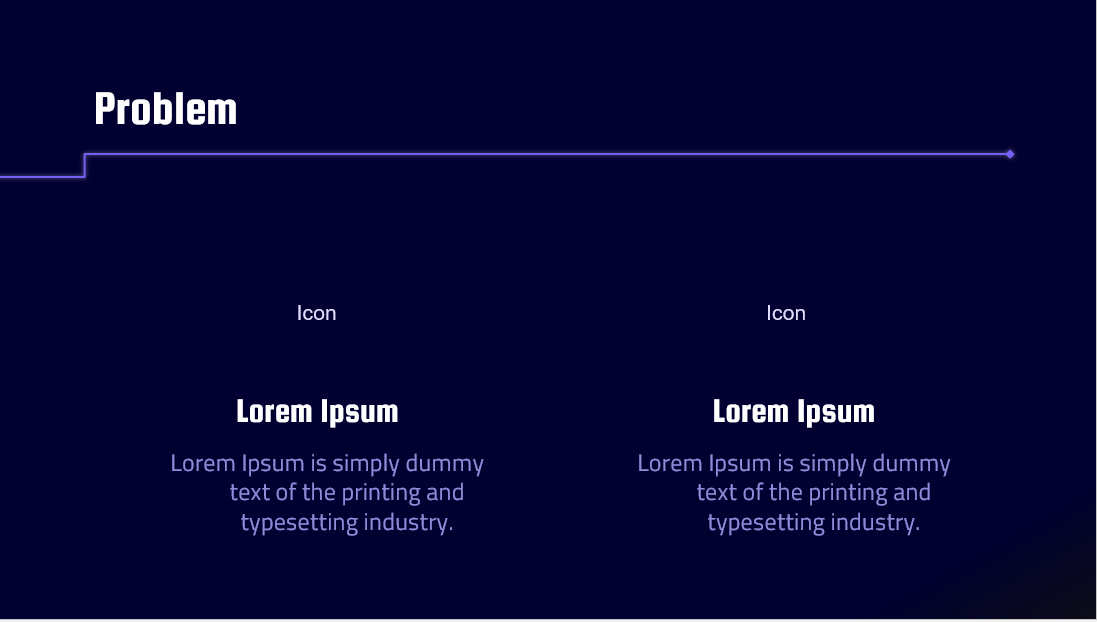 Problem
Icon
Icon
Lorem Ipsum
Lorem Ipsum is simply dummy
text of the printing and
typesetting industry.
Lorem Ipsum
Lorem Ipsum is simply dummy
text of the printing and
typesetting industry.